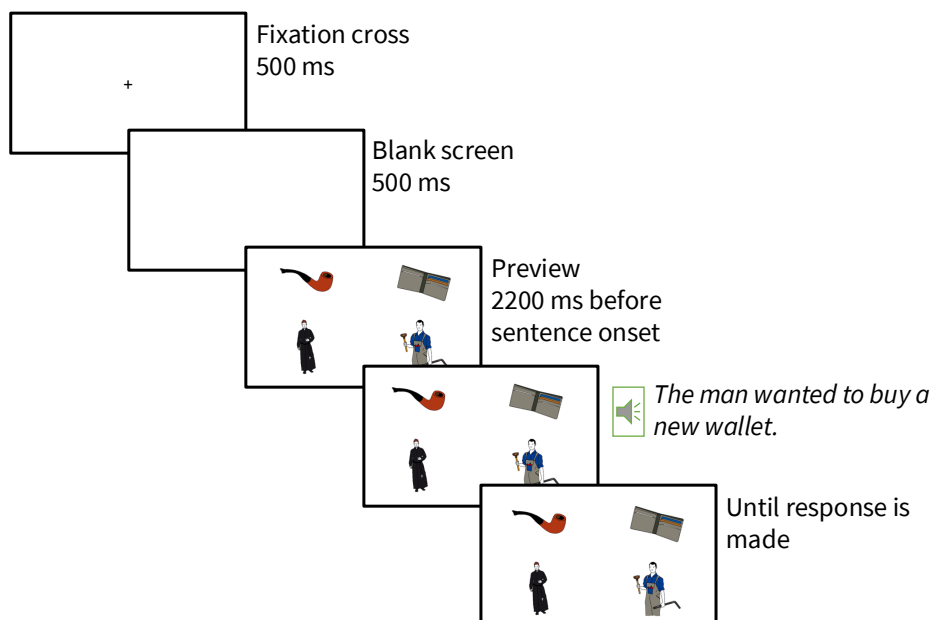 Fixation cross
500 ms
Blank screen
500 ms
Preview
2200 ms before
sentence onset
The man wanted to buy a
new wallet.
Until response is
made